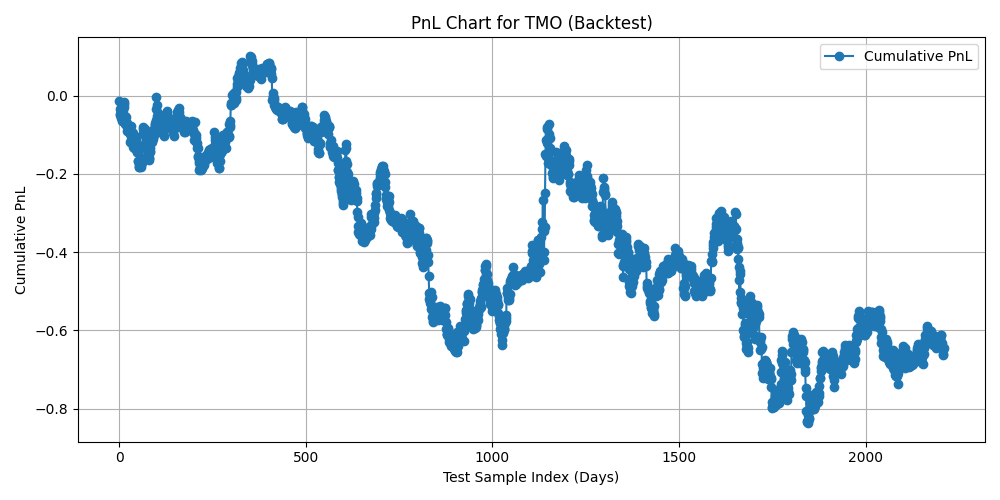 PnL Chart for TMO (Backtest)
Cumulative PnL
0.0
−0.2
−0.4
−0.6
−0.8
Cumulative PnL
0
500
1000
1500
2000
Test Sample Index (Days)